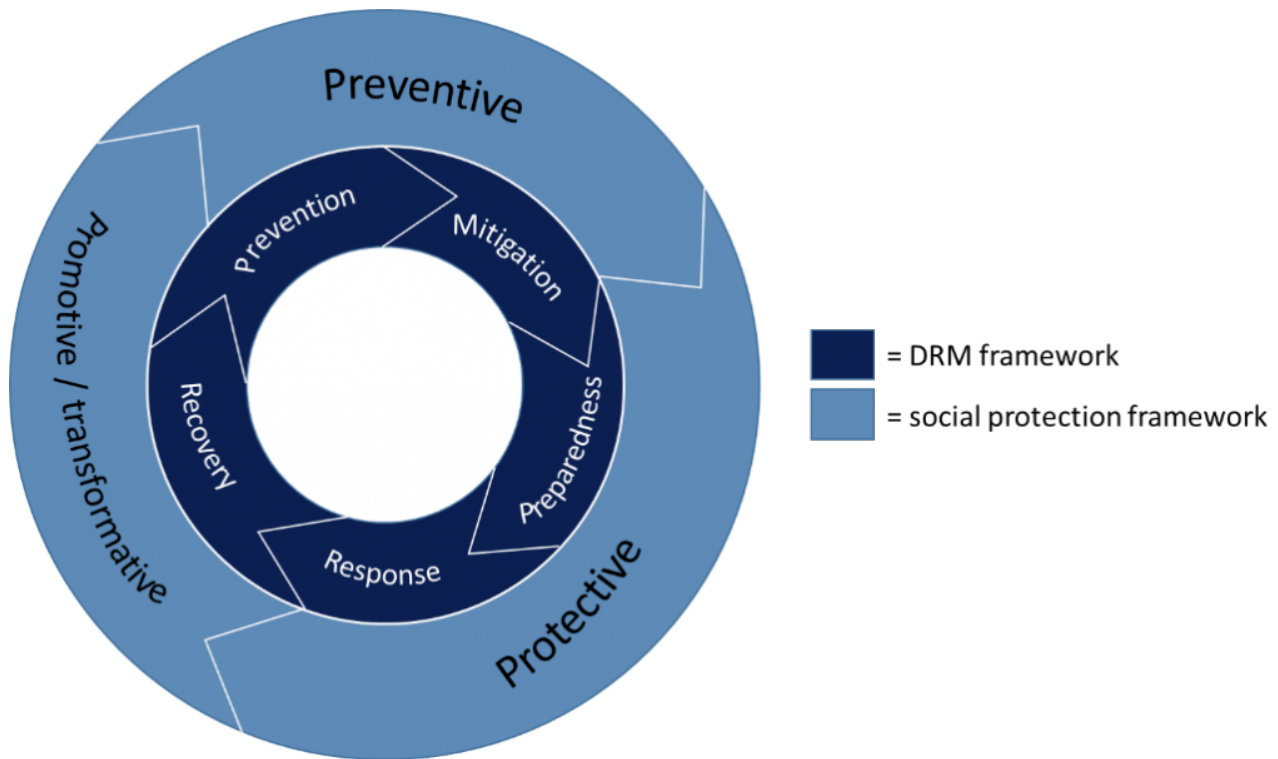 Preventive
Protective
Promotive / transformative
Prevention
Mitigation
Preparedness
Response
Recovery
= DRM framework
= social protection framework